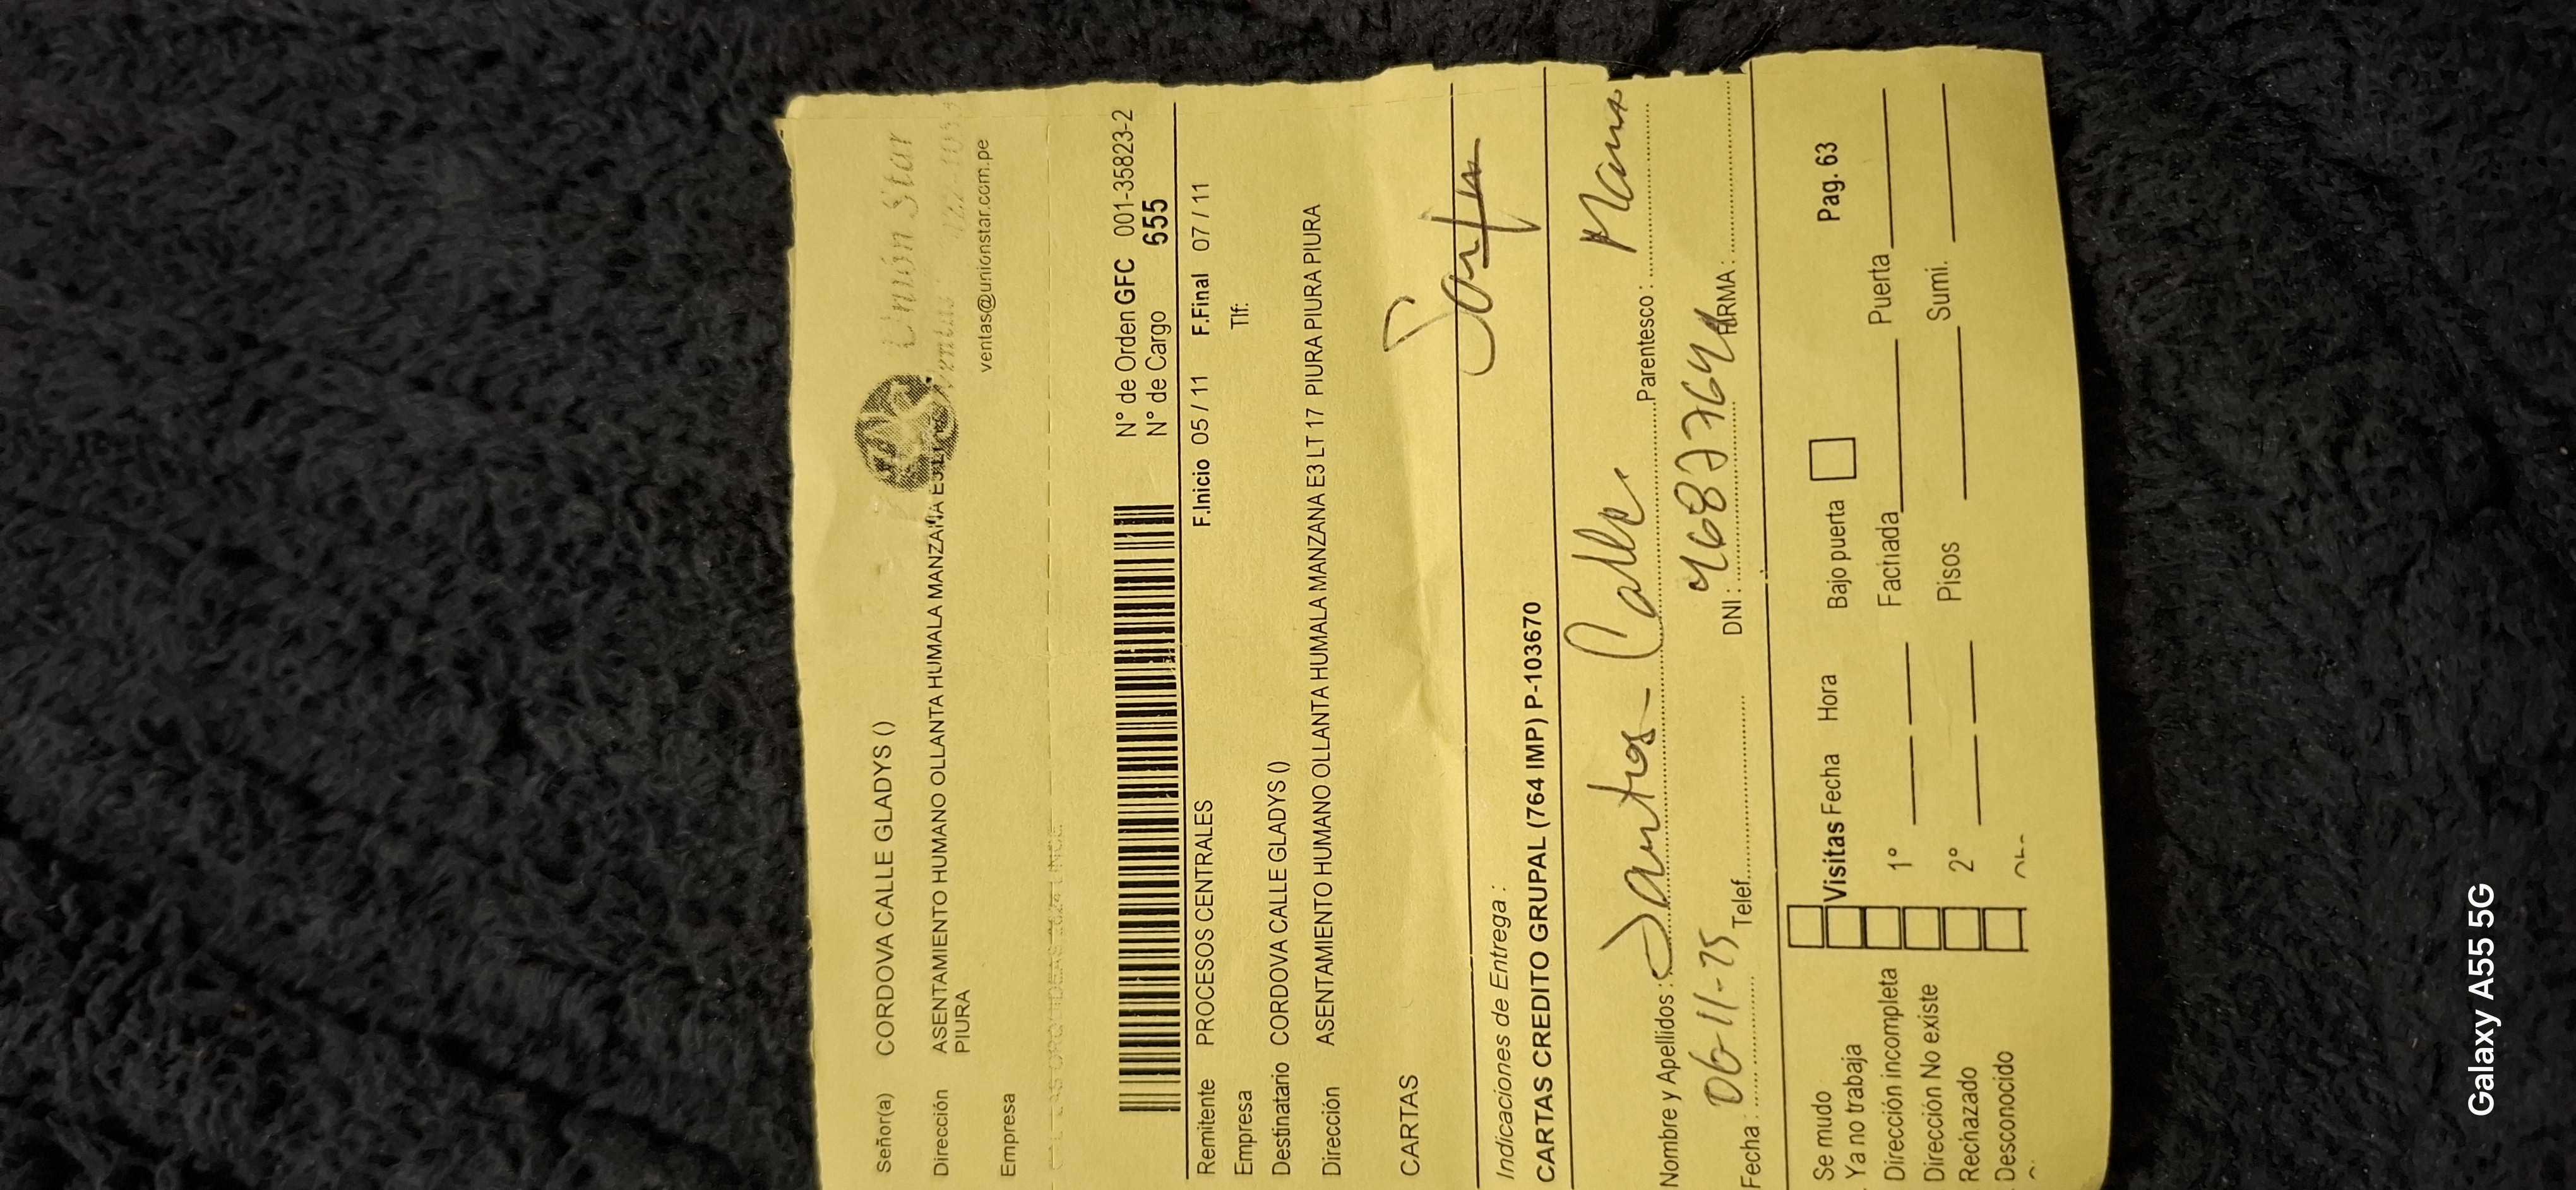 Unión Star
ventas@unionstar.com.pe
Señor(a) CORDOVA CALLE GLADYS ()
Dirección ASENTAMIENTO HUMANO OLLANTA HUMALA MANZANA E3 LT
PIURA
Empresa
N° de Orden GFC 001-35823-2
N° de Cargo 655
Remitente PROCESOS CENTRALES F.Inicio 05 / 11 F.Final 07 / 11
Empresa Tlf:
Destinatario CORDOVA CALLE GLADYS ()
Dirección ASENTAMIENTO HUMANO OLLANTA HUMALA MANZANA E3 LT 17 PIURA PIURA PIURA
CARTAS
Indicaciones de Entrega :
CARTAS CREDITO GRUPAL (764 IMP) P-103670
Nombre y Apellidos : Santos Calle Parentesco :
Fecha : 06-11-25 Telef. DNI : FIRMA :
Se mudo
Visitas Fecha Hora Bajo puerta Pag. 63
Ya no trabaja
Dirección incompleta 1° Fachada Puerta
Dirección No existe
Rechazado 2° Pisos Sumi.
Desconocido
Galaxy A55 5G